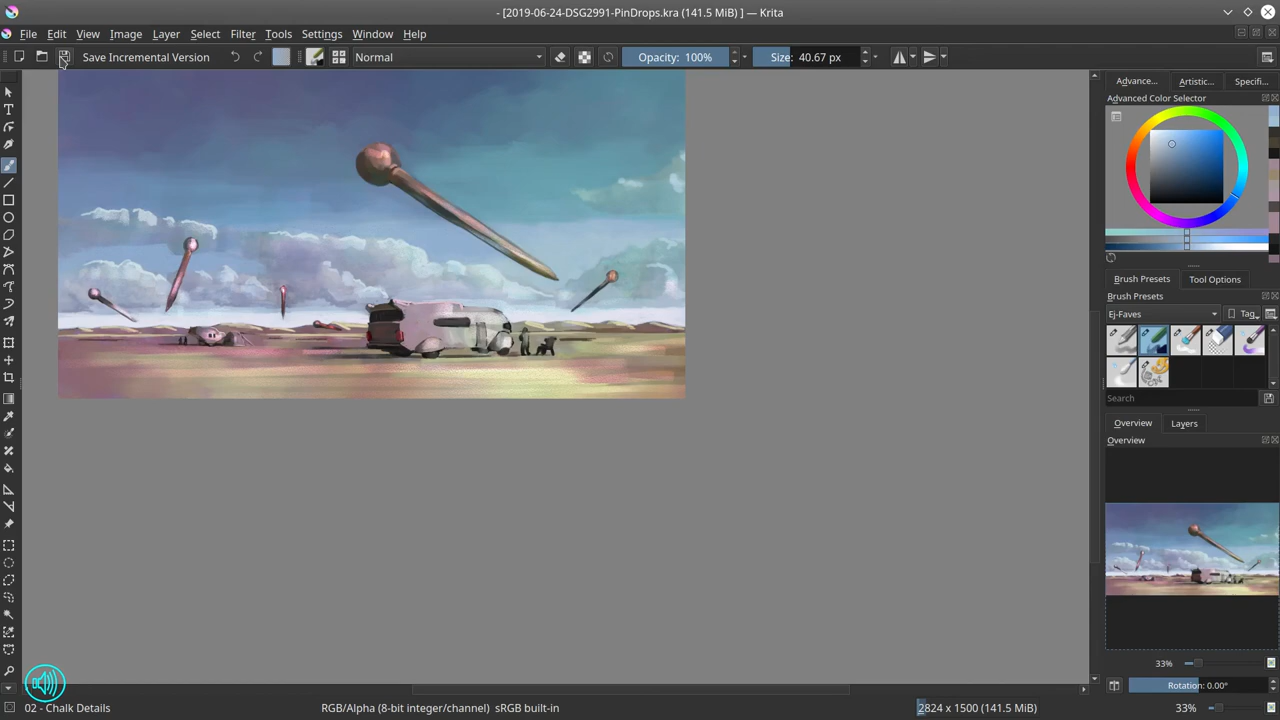 - [2019-06-24-DSG2991-PinDrops.kra (141.5 MiB) ] — Krita
File Edit View Image Layer Select Filter Tools Settings Window Help
Save Incremental Version Normal Opacity: 100% Size: 40.67 px
Advance... Artistic... Specifi...
Advanced Color Selector
Brush Presets Tool Options
Brush Presets
Ej-Faves Tag
Search
Overview Layers
Overview
33%
Rotation: 0.00°
02 - Chalk Details RGB/Alpha (8-bit integer/channel) sRGB built-in 2824 x 1500 (141.5 MiB) 33%